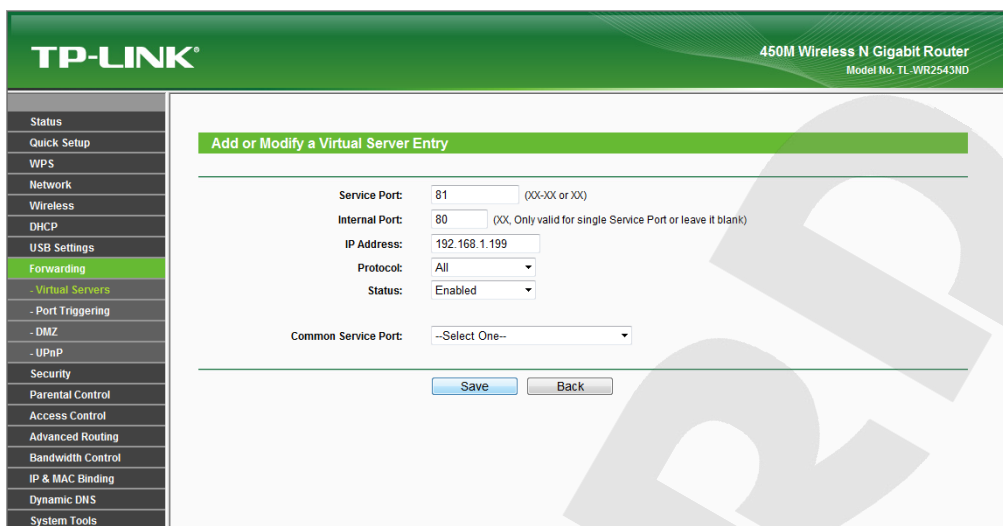 TP-LINK®
450M Wireless N Gigabit Router
Model No. TL-WR2543ND
Status
Quick Setup
WPS
Network
Wireless
DHCP
USB Settings
Forwarding
- Virtual Servers
- Port Triggering
- DMZ
- UPnP
Security
Parental Control
Access Control
Advanced Routing
Bandwidth Control
IP & MAC Binding
Dynamic DNS
System Tools
Add or Modify a Virtual Server Entry
Service Port: 81 (XX-XX or XX)
Internal Port: 80 (XX, Only valid for single Service Port or leave it blank)
IP Address: 192.168.1.199
Protocol: All
Status: Enabled
Common Service Port: --Select One--
Save Back